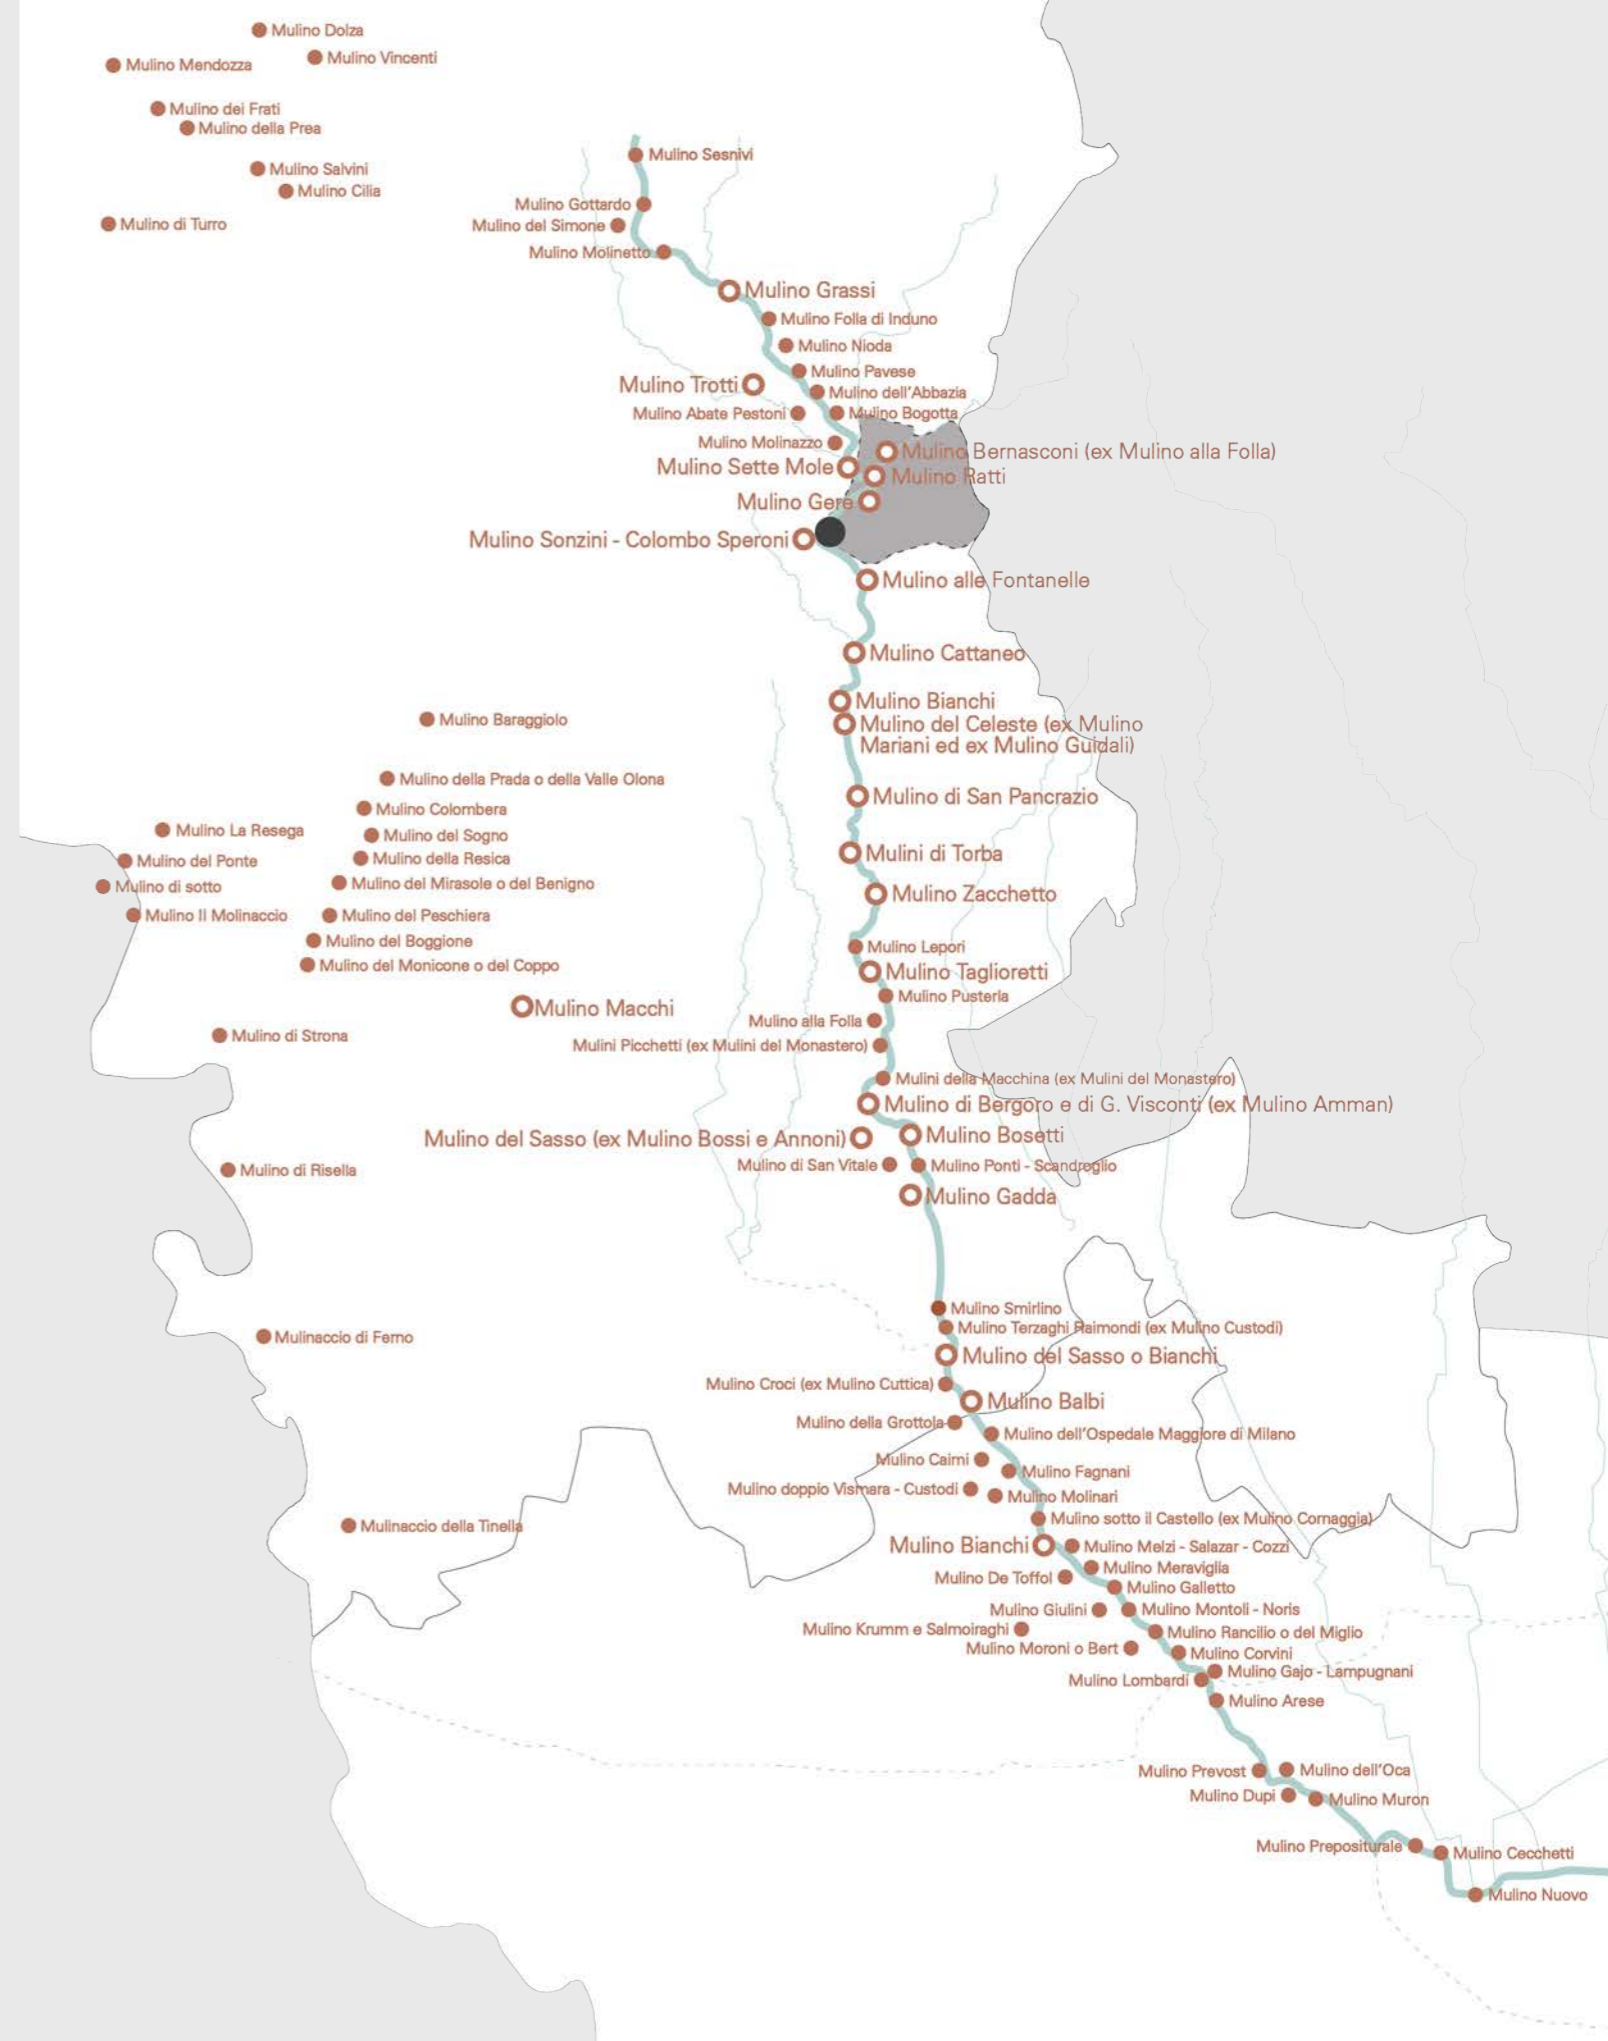 Mulino Dolza
Mulino Vincenti
Mulino Mendozza
Mulino dei Frati
Mulino della Prea
Mulino Salvini
Mulino Cilia
Mulino di Turro
Mulino Sesnivi
Mulino Gottardo
Mulino del Simone
Mulino Molinetto
Mulino Grassi
Mulino Folla di Induno
Mulino Nioda
Mulino Pavese
Mulino Trotti
Mulino dell'Abbazia
Mulino Abate Pestoni
Mulino Bogotta
Mulino Molinazzo
Mulino Bernasconi (ex Mulino alla Folla)
Mulino Sette Mole
Mulino Ratti
Mulino Gere
Mulino Sonzini - Colombo Speroni
Mulino alle Fontanelle
Mulino Cattaneo
Mulino Bianchi
Mulino del Celeste (ex Mulino
Mariani ed ex Mulino Guidali)
Mulino Baraggiolo
Mulino della Prada o della Valle Olona
Mulino di San Pancrazio
Mulino Colombera
Mulino La Resega
Mulino del Sogno
Mulini di Torba
Mulino del Ponte
Mulino della Resica
Mulino di sotto
Mulino del Mirasole o del Benigno
Mulino Zacchetto
Mulino Il Molinaccio
Mulino del Peschiera
Mulino del Boggione
Mulino Lepori
Mulino del Monicone o del Coppo
Mulino Taglioretti
Mulino Pusterla
Mulino Macchi
Mulino alla Folla
Mulino di Strona
Mulini Picchetti (ex Mulini del Monastero)
Mulini della Macchina (ex Mulini del Monastero)
Mulino di Bergoro e di G. Visconti (ex Mulino Amman)
Mulino del Sasso (ex Mulino Bossi e Annoni)
Mulino Bosetti
Mulino di San Vitale
Mulino Ponti - Scandroglio
Mulino di Risella
Mulino Gadda
Mulino Smirlino
Mulino Terzaghi Raimondi (ex Mulino Custodi)
Mulinaccio di Ferno
Mulino del Sasso o Bianchi
Mulino Croci (ex Mulino Cuttica)
Mulino Balbi
Mulino della Grottola
Mulino dell'Ospedale Maggiore di Milano
Mulino Cairni
Mulino Fagnani
Mulino doppio Vismara - Custodi
Mulino Molinari
Mulino sotto il Castello (ex Mulino Cornaggia)
Mulinaccio della Tinella
Mulino Bianchi
Mulino Melzi - Salazar - Cozzi
Mulino Meraviglia
Mulino De Toffol
Mulino Galletto
Mulino Giulini
Mulino Montoli - Noris
Mulino Krumm e Salmoiraghi
Mulino Rancilio o del Miglio
Mulino Moroni o Bert
Mulino Corvini
Mulino Gajo - Lampugnani
Mulino Lombardi
Mulino Arese
Mulino Prevost
Mulino dell'Oca
Mulino Dupi
Mulino Muron
Mulino Prepositurale
Mulino Cecchetti
Mulino Nuovo